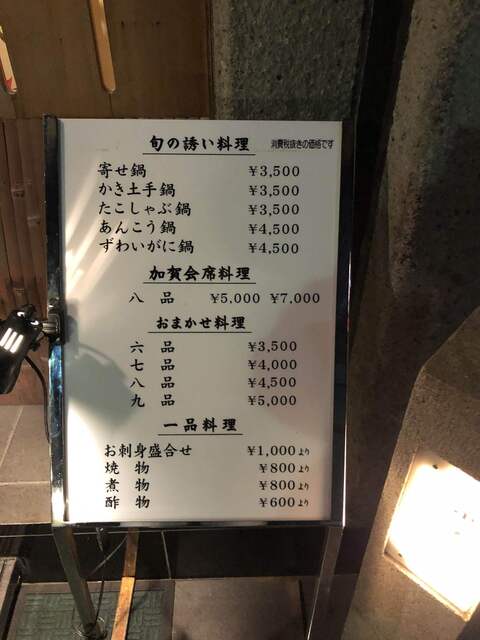 旬の誘い料理 消費税抜きの価格です
寄せ鍋 ¥3,500
かき土手鍋 ¥3,500
たこしゃぶ鍋 ¥3,500
あんこう鍋 ¥4,500
ずわいがに鍋 ¥4,500
加賀会席料理
八品 ¥5,000 ¥7,000
おまかせ料理
六品 ¥3,500
七品 ¥4,000
八品 ¥4,500
九品 ¥5,000
一品料理
お刺身盛合せ ¥1,000より
焼物 ¥800より
煮物 ¥800より
酢物 ¥600より